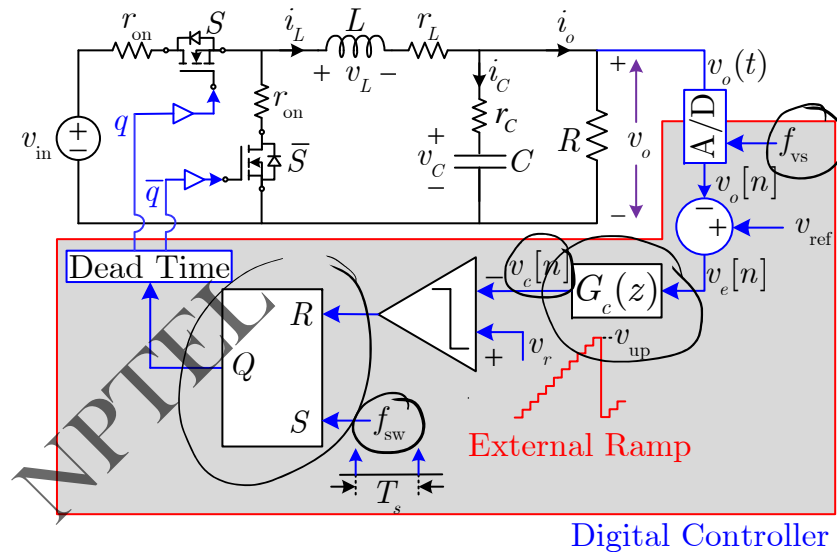 r_on S i_L L r_L i_o
+ v_L − i_C + v_o(t)
r_on r_C A/D
v_in q + v_C − C R v_o f_vs
q̅ S̅ − v_o[n]
− + v_ref
Dead Time − v_c[n] G_c(z) v_e[n]
R + v_r v_up
Q
S f_sw External Ramp
T_s
NPTEL
Digital Controller